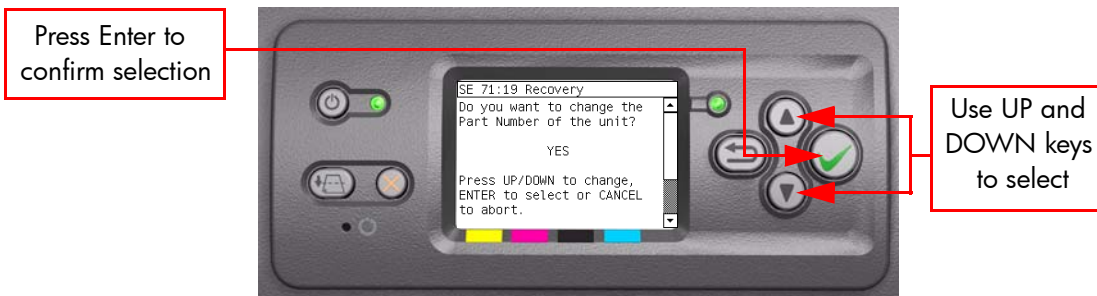 Press Enter to
confirm selection
SE 71:19 Recovery
Do you want to change the
Part Number of the unit?
YES
Press UP/DOWN to change,
ENTER to select or CANCEL
to abort.
Use UP and
DOWN keys
to select